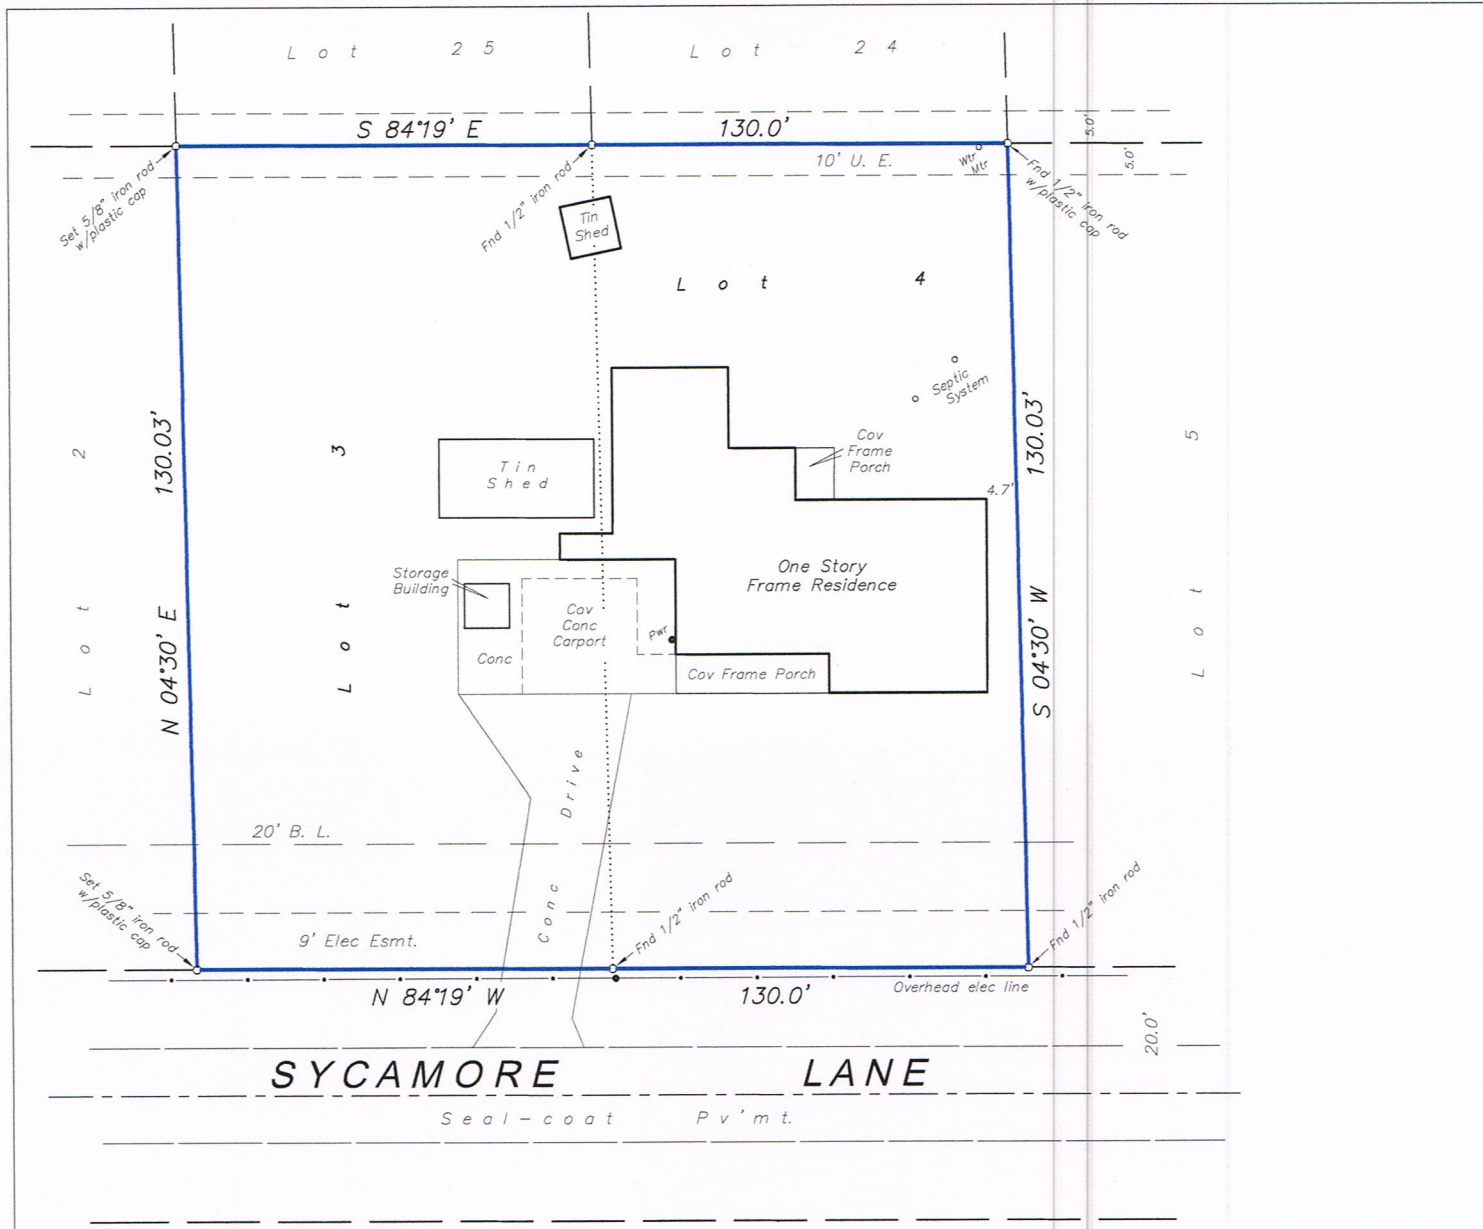 Lot 25
Lot 24
S 84°19' E
130.0'
5.0'
5.0'
10' U. E.
Wtr
Mtr
Set 5/8" iron rod
w/plastic cap
Fnd 1/2" iron rod
Fnd 1/2" iron rod
w/plastic cap
Tin
Shed
Lot 4
Septic
System
Cov
Frame
Porch
4.7'
N 04°30' E 130.03'
S 04°30' W 130.03'
Lot 2
Lot 3
Lot 5
Tin
Shed
One Story
Frame Residence
Storage
Building
Cov
Conc
Carport
Pwr
Conc
Cov Frame Porch
Conc Drive
20' B. L.
Set 5/8" iron rod
w/plastic cap
9' Elec Esmt.
Fnd 1/2" iron rod
Fnd 1/2" iron rod
N 84°19' W
130.0'
Overhead elec line
20.0'
SYCAMORE LANE
Seal-coat Pv'mt.